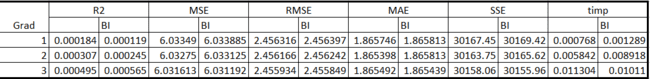 R2 MSE RMSE MAE SSE timp
Grad BI BI BI BI BI BI
1 0.000184 0.000119 6.03349 6.033885 2.456316 2.456397 1.865746 1.865813 30167.45 30169.42 0.000768 0.001289
2 0.000307 0.000245 6.03275 6.033125 2.456166 2.456242 1.865398 1.865813 30163.75 30165.62 0.005842 0.008918
3 0.000495 0.000565 6.031613 6.031192 2.455934 2.455849 1.865492 1.865439 30158.06 30155.96 0.011304 0.01011